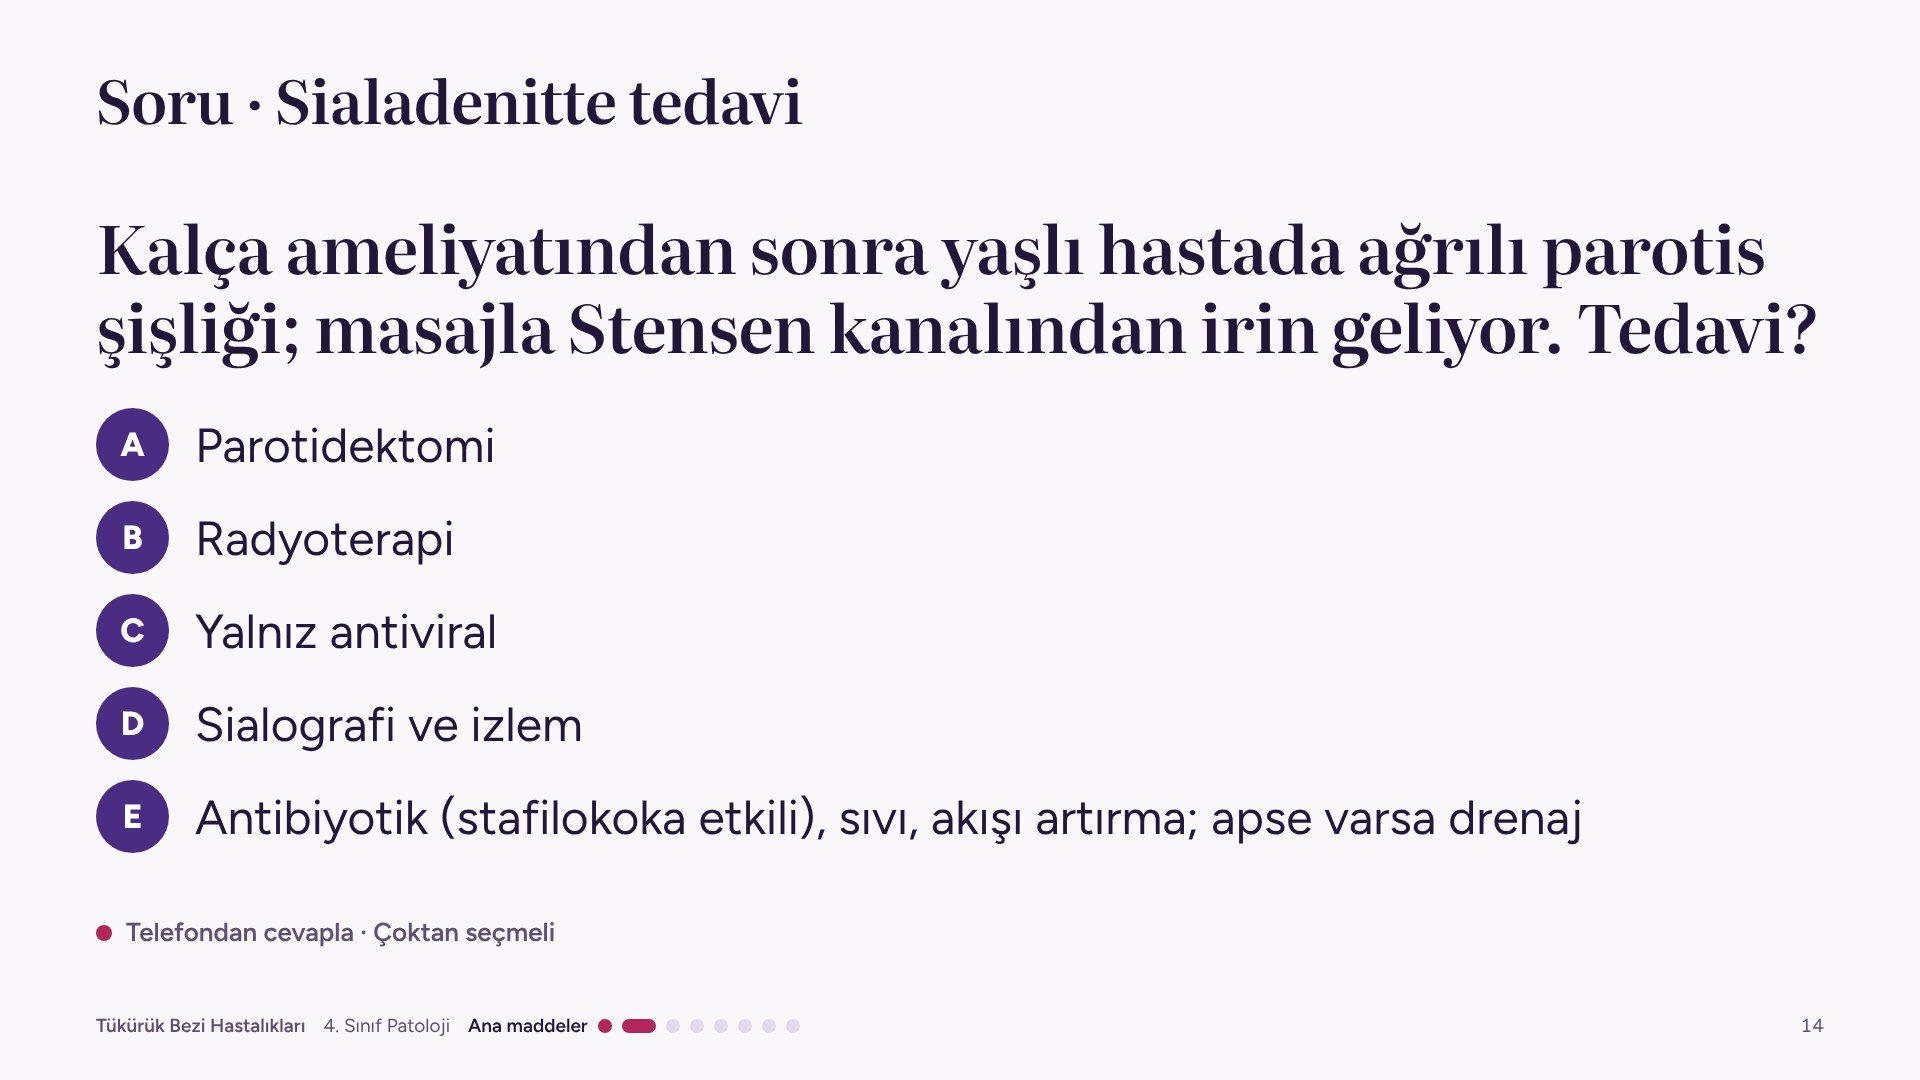 Soru · Sialadenitte tedavi
Kalça ameliyatından sonra yaşlı hastada ağrılı parotis
şişliği; masajla Stensen kanalından irin geliyor. Tedavi?
A Parotidektomi
B Radyoterapi
C Yalnız antiviral
D Sialografi ve izlem
E Antibiyotik (stafilokoka etkili), sıvı, akışı artırma; apse varsa drenaj
Telefondan cevapla · Çoktan seçmeli
Tükürük Bezi Hastalıkları 4. Sınıf Patoloji Ana maddeler 14